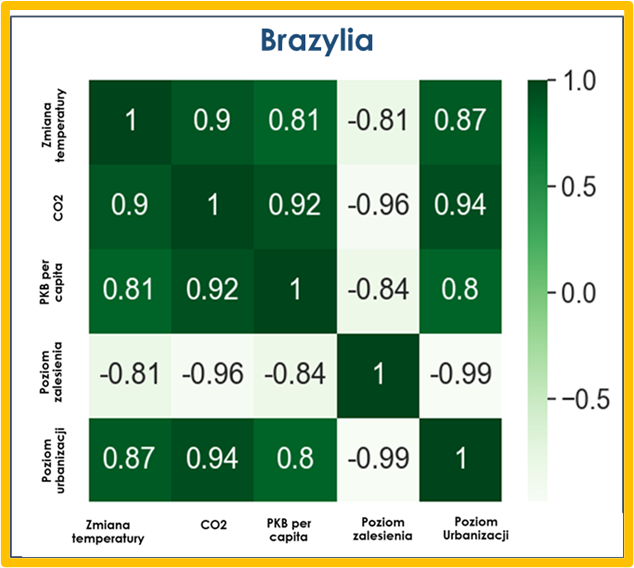 Brazylia
Zmiana
temperatury
1 0.9 0.81 -0.81 0.87
CO2
0.9 1 0.92 -0.96 0.94
PKB per
capita
0.81 0.92 1 -0.84 0.8
Poziom
zalesienia
-0.81 -0.96 -0.84 1 -0.99
Poziom
urbanizacji
0.87 0.94 0.8 -0.99 1
Zmiana
temperatury
CO2
PKB per
capita
Poziom
zalesienia
Poziom
Urbanizacji
1.0
0.5
0.0
−0.5